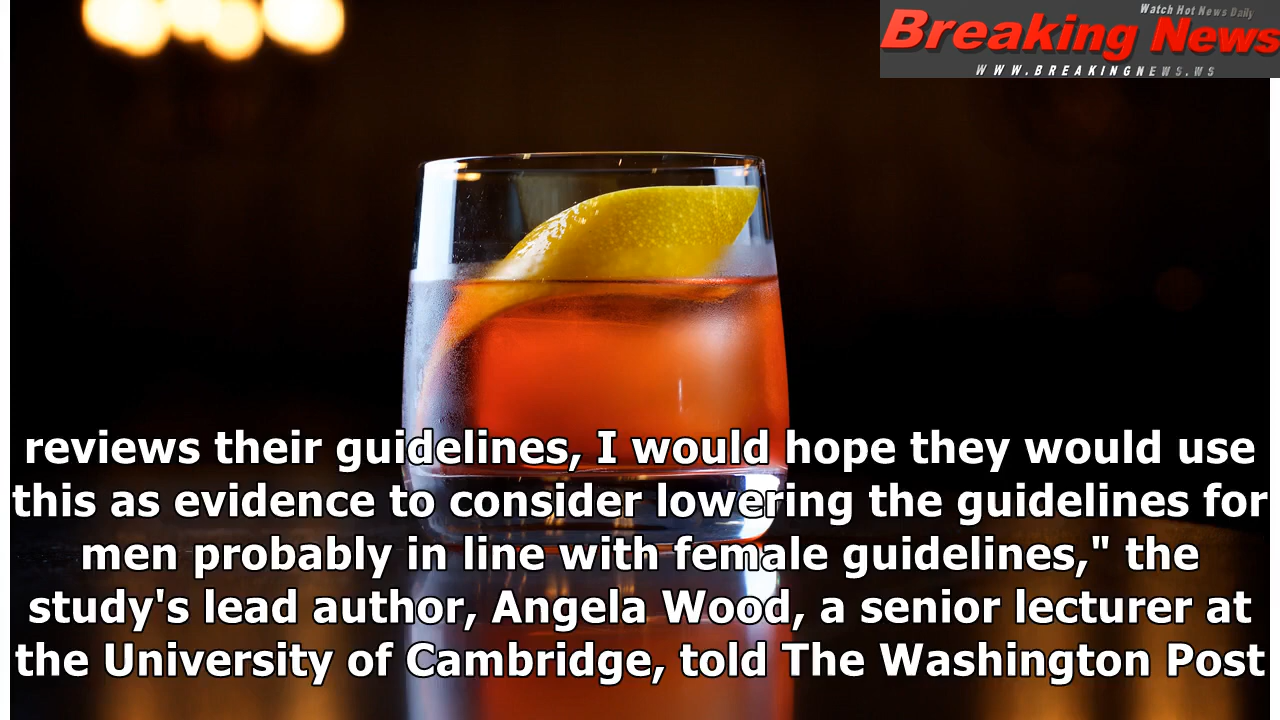 Watch Hot News Daily
Breaking News
WWW.BREAKINGNEWS.WS
reviews their guidelines, I would hope they would use
this as evidence to consider lowering the guidelines for
men probably in line with female guidelines," the
study's lead author, Angela Wood, a senior lecturer at
the University of Cambridge, told The Washington Post